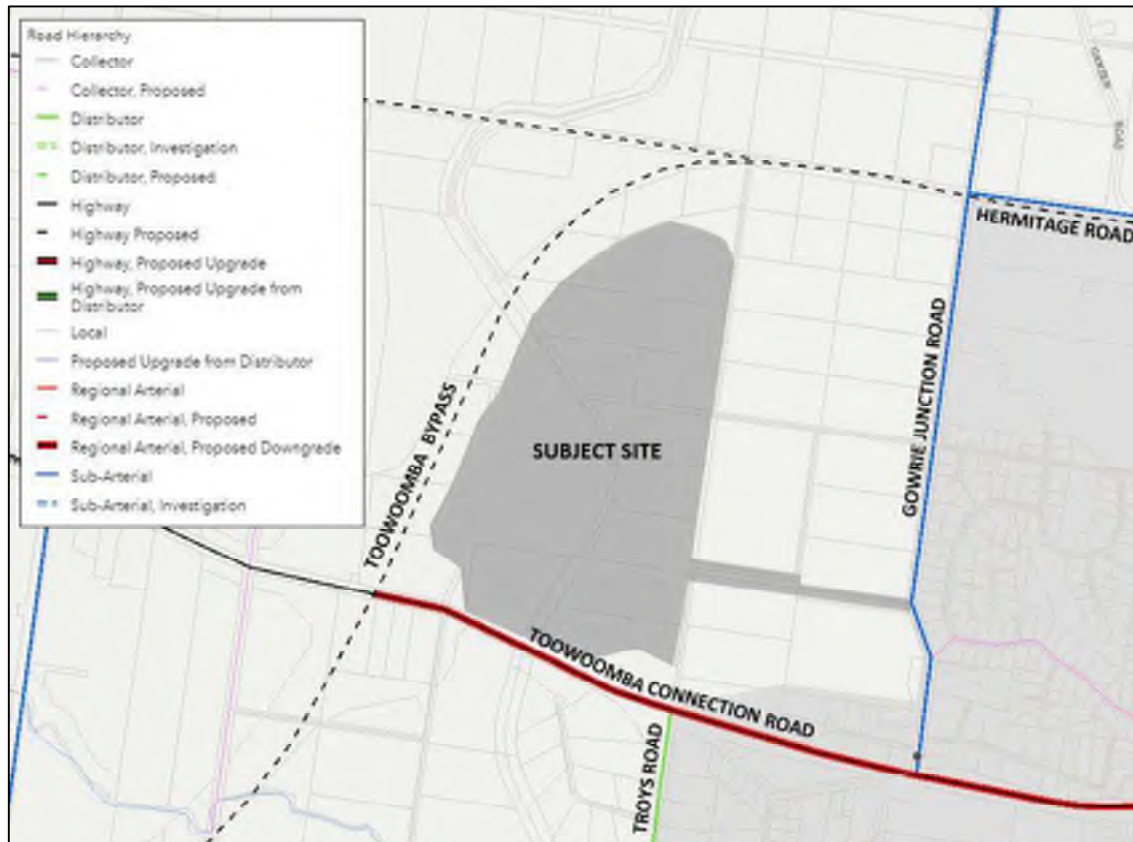 Road Hierarchy
Collector
Collector, Proposed
Distributor
Distributor, Investigation
Distributor, Proposed
Highway
Highway Proposed
Highway, Proposed Upgrade
Highway, Proposed Upgrade from
Distributor
Local
Proposed Upgrade from Distributor
Regional Arterial
Regional Arterial, Proposed
Regional Arterial, Proposed Downgrade
Sub-Arterial
Sub-Arterial, Investigation
ROAD
HERMITAGE ROAD
GOWRIE JUNCTION ROAD
TOOWOOMBA BYPASS
SUBJECT SITE
TOOWOOMBA CONNECTION ROAD
TROYS ROAD